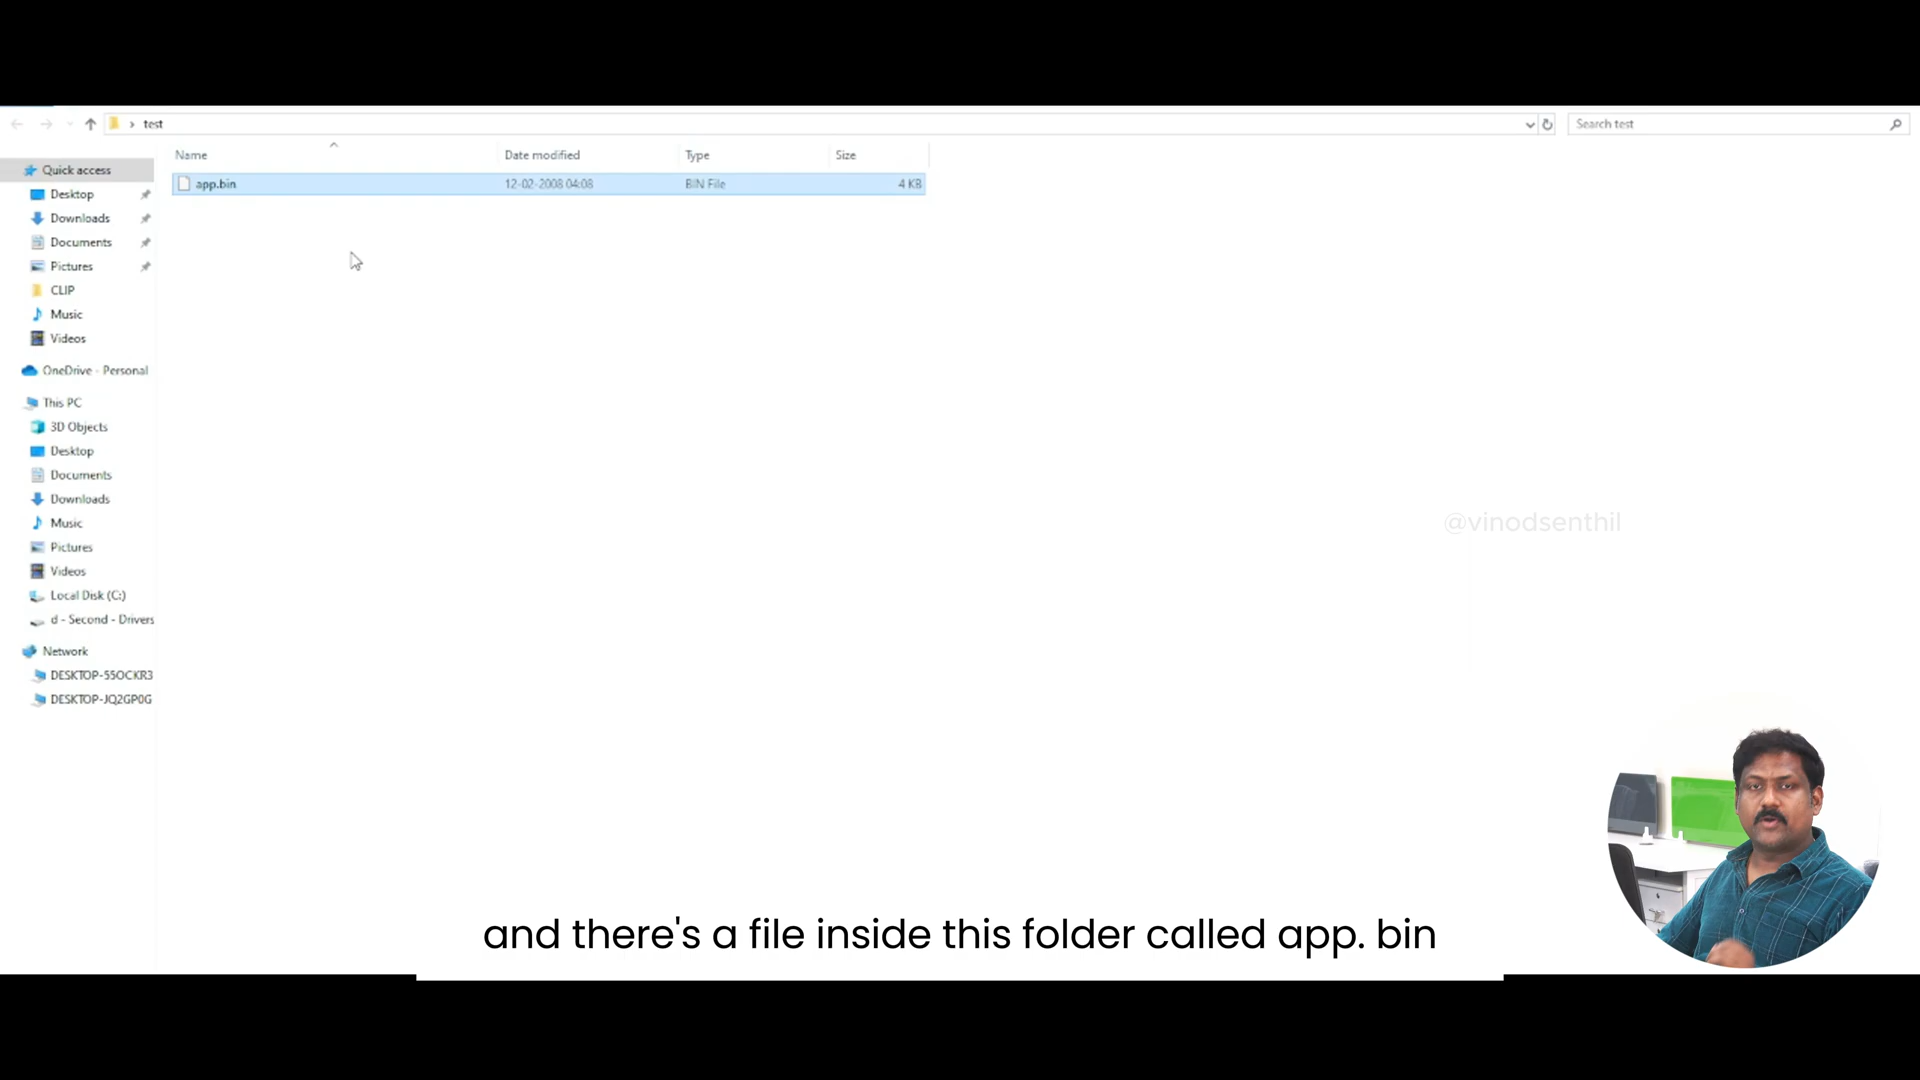 test
Search test
Name
Date modified
Type
Size
app.bin
12-02-2008 04:08
BIN File
4 KB
Quick access
Desktop
Downloads
Documents
Pictures
CLIP
Music
Videos
OneDrive - Personal
This PC
3D Objects
Desktop
Documents
Downloads
Music
Pictures
Videos
Local Disk (C:)
d - Second - Drivers
Network
DESKTOP-55OCKR3
DESKTOP-JQ2GP0G
@vinodsenthil
and there's a file inside this folder called app. bin